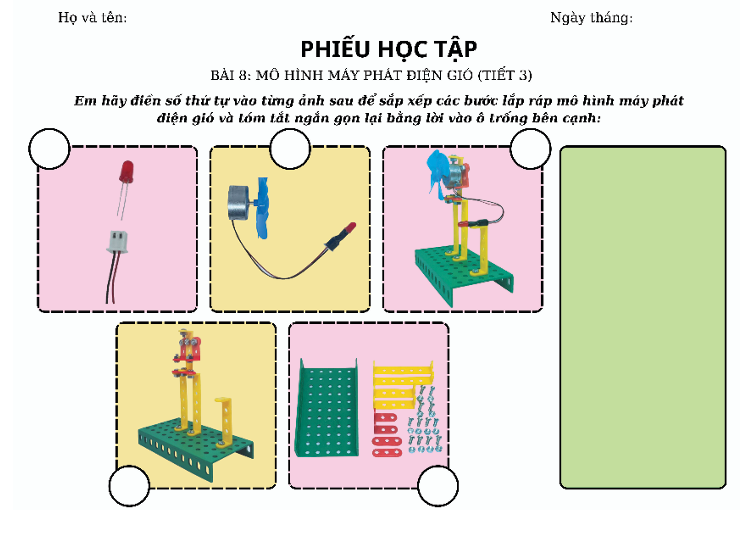 Họ và tên:
Ngày tháng:
PHIẾU HỌC TẬP
BÀI 8: MÔ HÌNH MÁY PHÁT ĐIỆN GIÓ (TIẾT 3)
Em hãy điền số thứ tự vào từng ảnh sau để sắp xếp các bước lắp ráp mô hình máy phát
điện gió và tóm tắt ngắn gọn lại bằng lời vào ô trống bên cạnh: